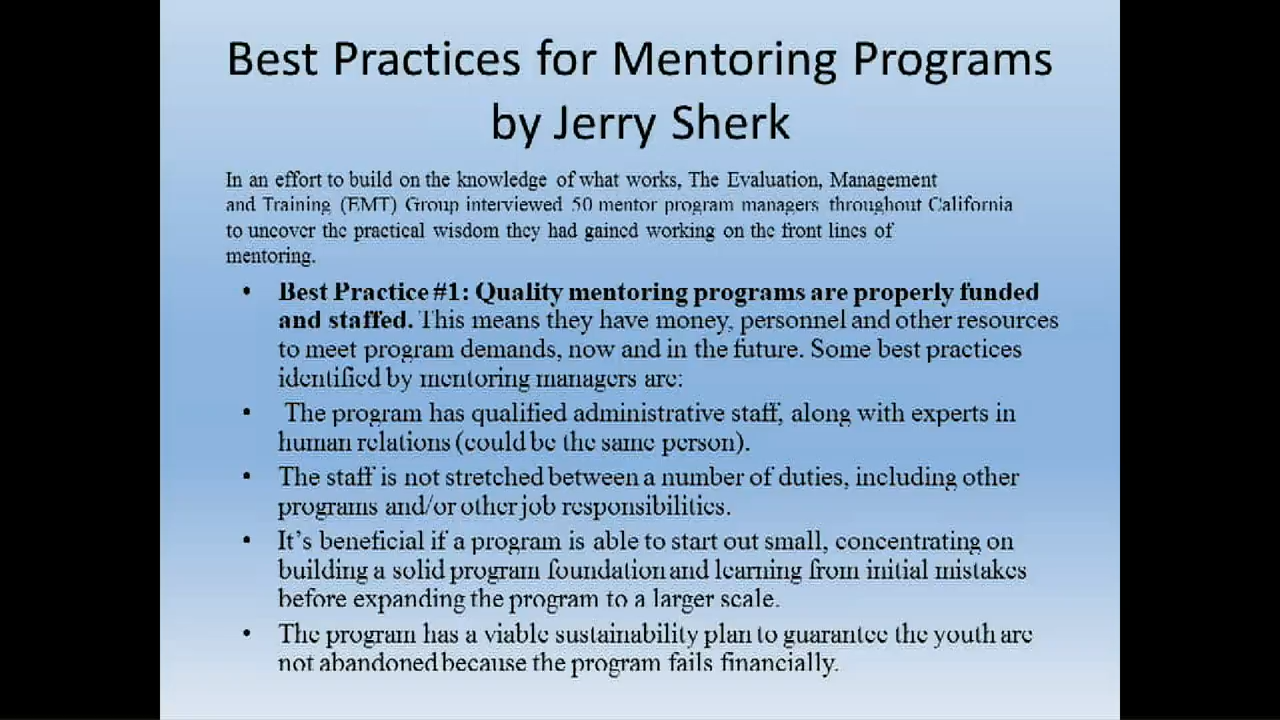 Best Practices for Mentoring Programs
by Jerry Sherk
In an effort to build on the knowledge of what works, The Evaluation, Management
and Training (EMT) Group interviewed 50 mentor program managers throughout California
to uncover the practical wisdom they had gained working on the front lines of
mentoring.
• Best Practice #1: Quality mentoring programs are properly funded
and staffed. This means they have money, personnel and other resources
to meet program demands, now and in the future. Some best practices
identified by mentoring managers are:
• The program has qualified administrative staff, along with experts in
human relations (could be the same person).
• The staff is not stretched between a number of duties, including other
programs and/or other job responsibilities.
• It's beneficial if a program is able to start out small, concentrating on
building a solid program foundation and learning from initial mistakes
before expanding the program to a larger scale.
• The program has a viable sustainability plan to guarantee the youth are
not abandoned because the program fails financially.